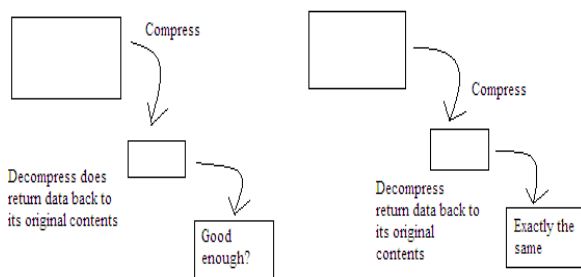 Compress
Decompress does
return data back to
its original contents
Good
enough?
Compress
Decompress
return data back to
its original
contents
Exactly the
same